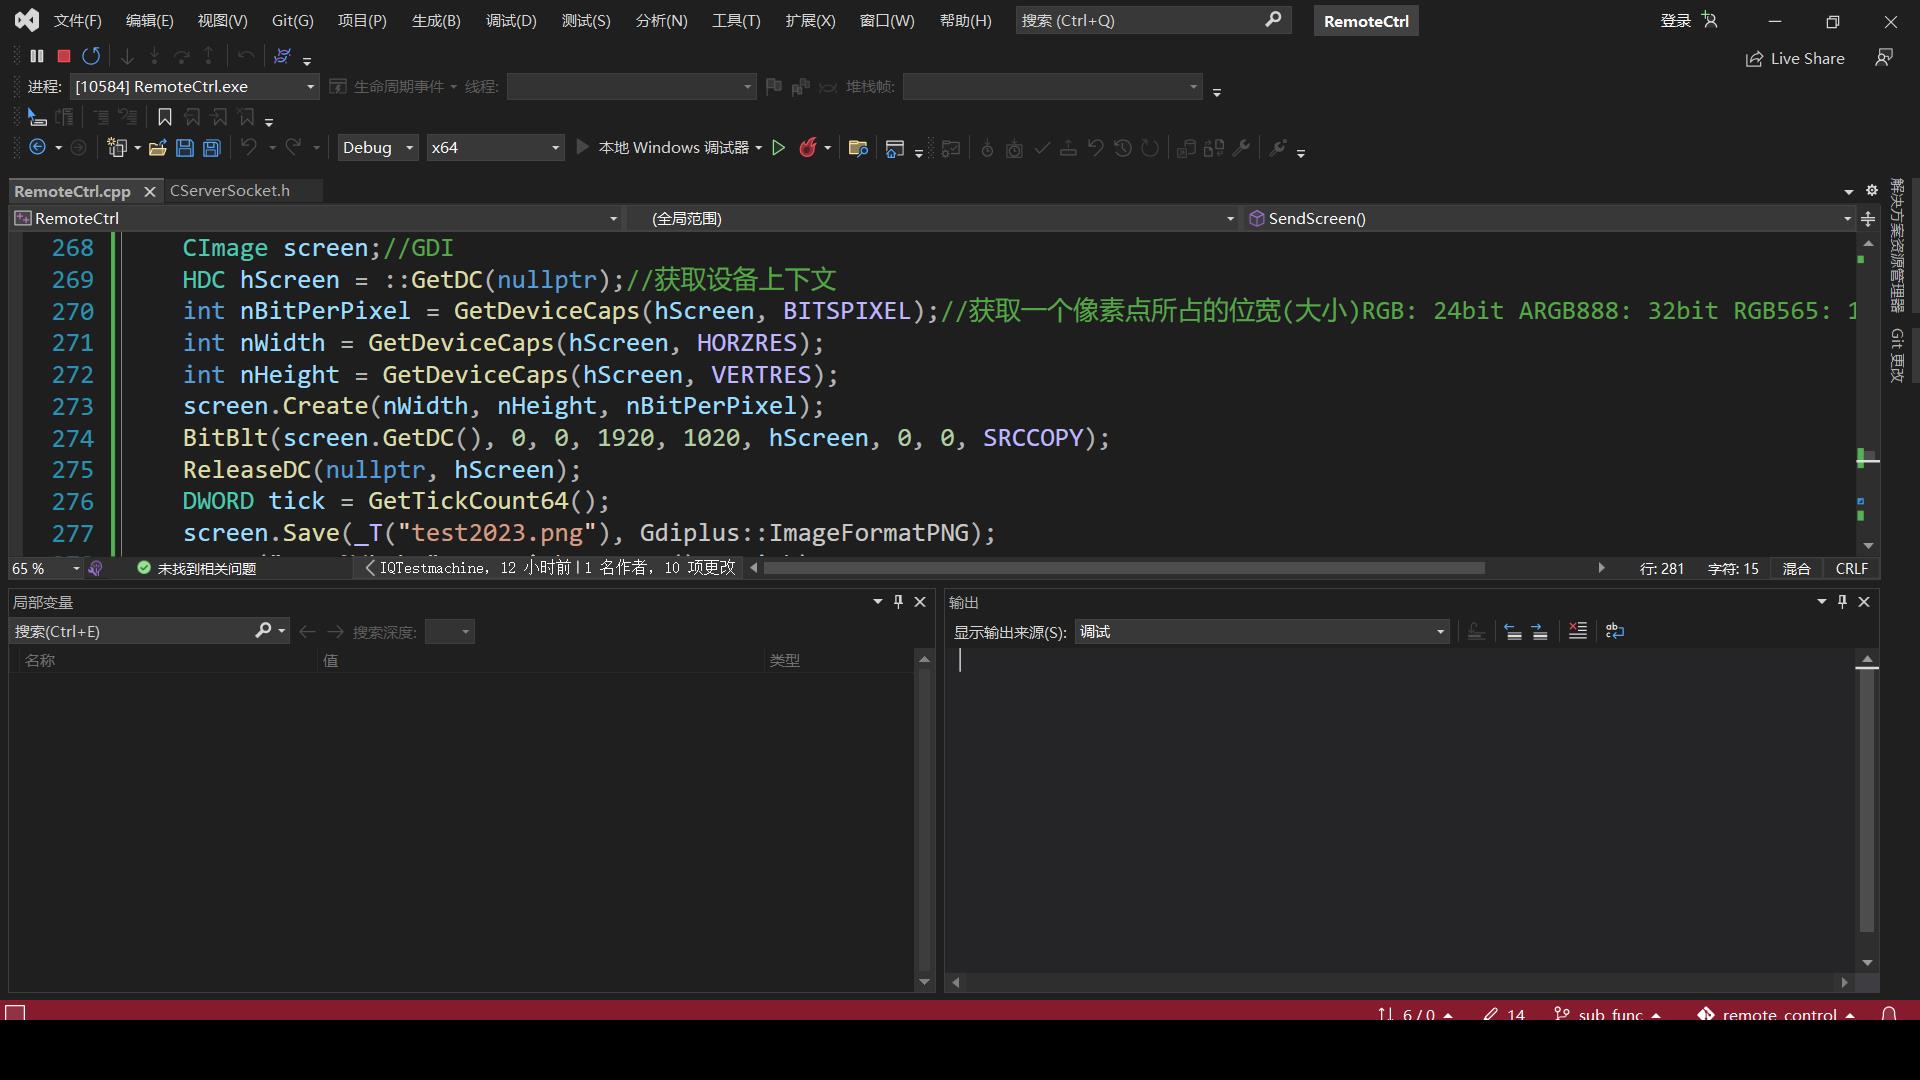 文件(F) 编辑(E) 视图(V) Git(G) 项目(P) 生成(B) 调试(D) 测试(S) 分析(N) 工具(T) 扩展(X) 窗口(W) 帮助(H) 搜索 (Ctrl+Q) RemoteCtrl 登录
Live Share
进程: [10584] RemoteCtrl.exe 生命周期事件 线程: 堆栈帧:
Debug x64 本地 Windows 调试器
RemoteCtrl.cpp CServerSocket.h
RemoteCtrl (全局范围) SendScreen()
268 CImage screen;//GDI
269 HDC hScreen = ::GetDC(nullptr);//获取设备上下文
270 int nBitPerPixel = GetDeviceCaps(hScreen, BITSPIXEL);//获取一个像素点所占的位宽(大小)RGB: 24bit ARGB888: 32bit RGB565: 1
271 int nWidth = GetDeviceCaps(hScreen, HORZRES);
272 int nHeight = GetDeviceCaps(hScreen, VERTRES);
273 screen.Create(nWidth, nHeight, nBitPerPixel);
274 BitBlt(screen.GetDC(), 0, 0, 1920, 1020, hScreen, 0, 0, SRCCOPY);
275 ReleaseDC(nullptr, hScreen);
276 DWORD tick = GetTickCount64();
277 screen.Save(_T("test2023.png"), Gdiplus::ImageFormatPNG);
65 % 未找到相关问题 IQTestmachine, 12 小时前 | 1 名作者, 10 项更改 行: 281 字符: 15 混合 CRLF
解决方案资源管理器
Git 更改
局部变量
搜索(Ctrl+E) 搜索深度:
名称 值 类型
输出
显示输出来源(S): 调试
6 / 0 14 sub_func remote_control